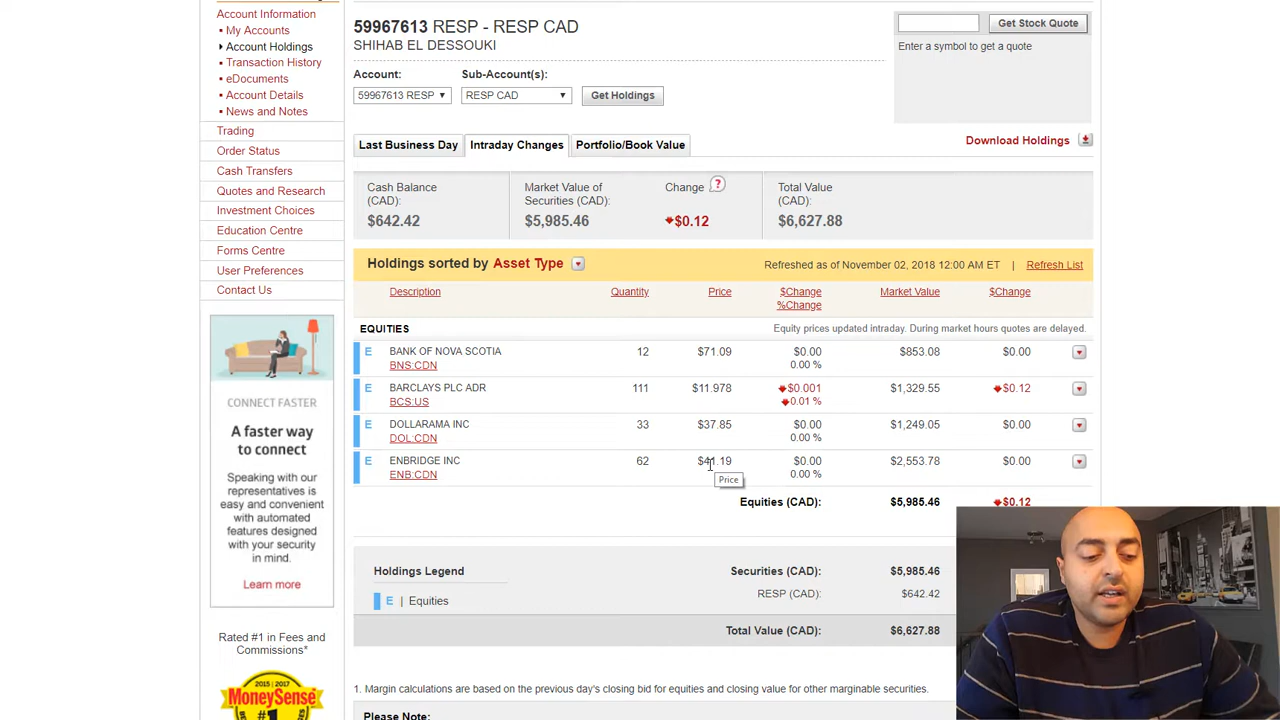 Account Information
My Accounts
Account Holdings
Transaction History
eDocuments
Account Details
News and Notes
Trading
Order Status
Cash Transfers
Quotes and Research
Investment Choices
Education Centre
Forms Centre
User Preferences
Contact Us
CONNECT FASTER
A faster way
to connect
Speaking with our
representatives is
easy and convenient
with automated
features designed
with your security
in mind.
Learn more
Rated #1 in Fees and
Commissions*
2015 | 2017
MoneySense
#1
59967613 RESP - RESP CAD
SHIHAB EL DESSOUKI
Account: Sub-Account(s):
59967613 RESP RESP CAD Get Holdings
Get Stock Quote
Enter a symbol to get a quote
Last Business Day Intraday Changes Portfolio/Book Value
Download Holdings
Cash Balance
(CAD):
$642.42
Market Value of
Securities (CAD):
$5,985.46
Change ?
$0.12
Total Value
(CAD):
$6,627.88
Holdings sorted by Asset Type Refreshed as of November 02, 2018 12:00 AM ET | Refresh List
Description Quantity Price $Change Market Value $Change
%Change
EQUITIES Equity prices updated intraday. During market hours quotes are delayed.
E BANK OF NOVA SCOTIA 12 $71.09 $0.00 $853.08 $0.00
BNS:CDN 0.00 %
E BARCLAYS PLC ADR 111 $11.978 $0.001 $1,329.55 $0.12
BCS:US 0.01 %
E DOLLARAMA INC 33 $37.85 $0.00 $1,249.05 $0.00
DOL:CDN 0.00 %
E ENBRIDGE INC 62 $41.19 $0.00 $2,553.78 $0.00
ENB:CDN 0.00 %
Price
Equities (CAD): $5,985.46 $0.12
Holdings Legend
E | Equities
Securities (CAD): $5,985.46
RESP (CAD): $642.42
Total Value (CAD): $6,627.88
1. Margin calculations are based on the previous day's closing bid for equities and closing value for other marginable securities.
Please Note: